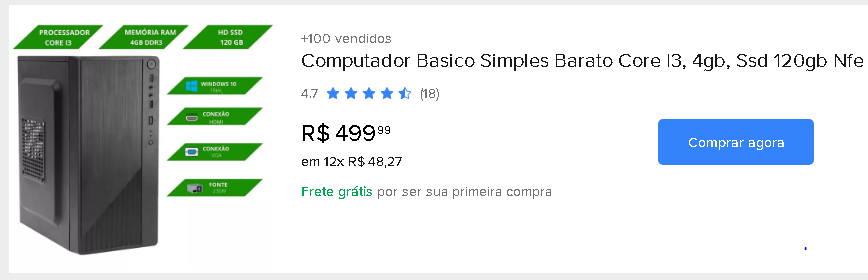 PROCESSADOR
CORE I3
MEMÓRIA RAM
4GB DDR3
HD SSD
120 GB
WINDOWS 10
TRIAL
CONEXÃO
HDMI
CONEXÃO
VGA
FONTE
+100 vendidos
Computador Basico Simples Barato Core I3, 4gb, Ssd 120gb Nfe
4.7 (18)
R$ 499 99
Comprar agora
em 12x R$ 48,27
Frete grátis por ser sua primeira compra